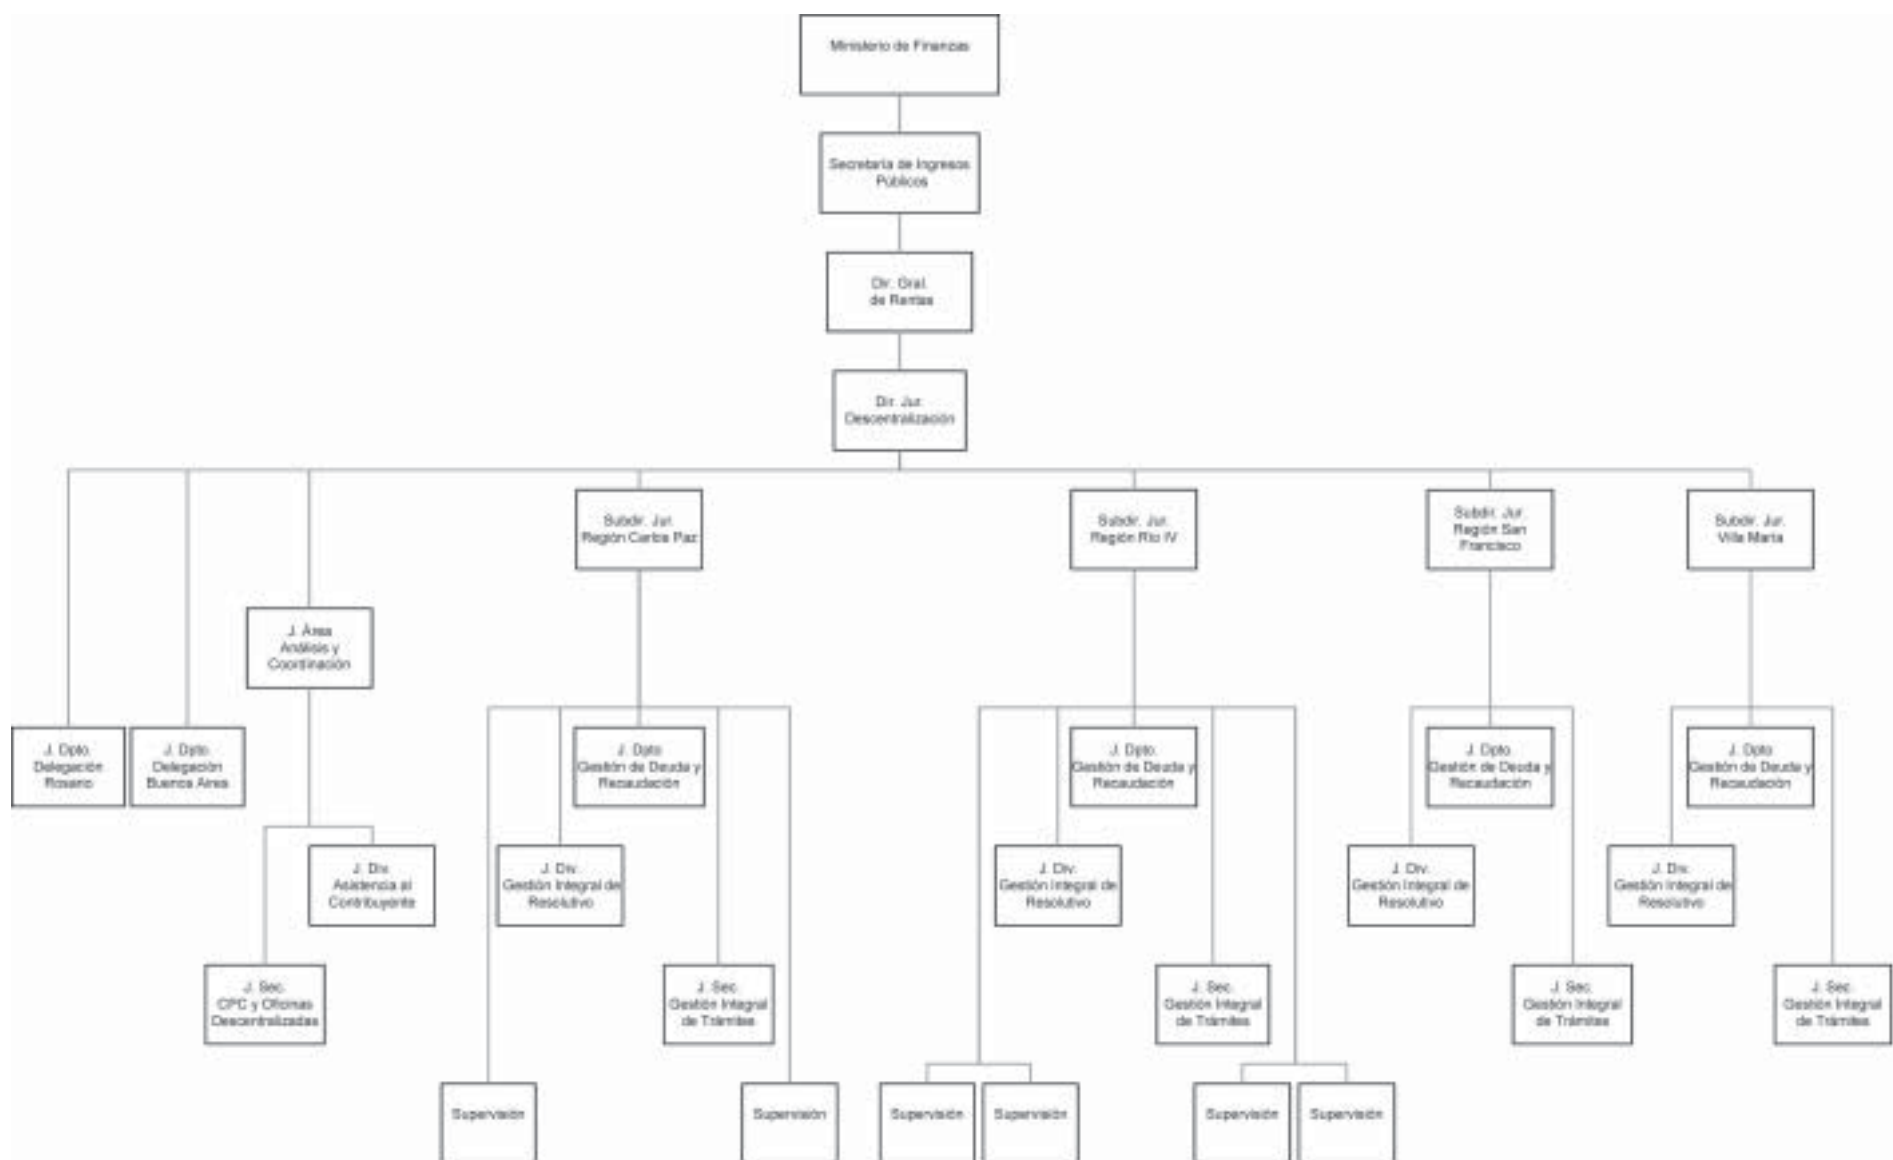 Ministerio de Finanzas
Secretaría de Ingresos
Públicos
Dir. Gral.
de Rentas
Dir. Jur.
Descentralización
Subdir. Jur.
Región Carlos Paz
Subdir. Jur.
Región Río IV
Subdir. Jur.
Región San
Francisco
Subdir. Jur.
Villa María
J. Área
Análisis y
Coordinación
J. Dpto.
Delegación
Rosario
J. Dpto.
Delegación
Buenos Aires
J. Dpto
Gestión de Deuda y
Recaudación
J. Dpto.
Gestión de Deuda y
Recaudación
J. Dpto.
Gestión de Deuda y
Recaudación
J. Dpto
Gestión de Deuda y
Recaudación
J. Div.
Asistencia al
Contribuyente
J. Div.
Gestión Integral de
Resolutivo
J. Div.
Gestión Integral de
Resolutivo
J. Div.
Gestión Integral de
Resolutivo
J. Div.
Gestión Integral de
Resolutivo
J. Sec.
CPC y Oficinas
Descentralizadas
J. Sec.
Gestión Integral
de Trámites
J. Sec.
Gestión Integral
de Trámites
J. Sec.
Gestión Integral
de Trámites
J. Sec.
Gestión Integral
de Trámites
Supervisión
Supervisión
Supervisión
Supervisión
Supervisión
Supervisión